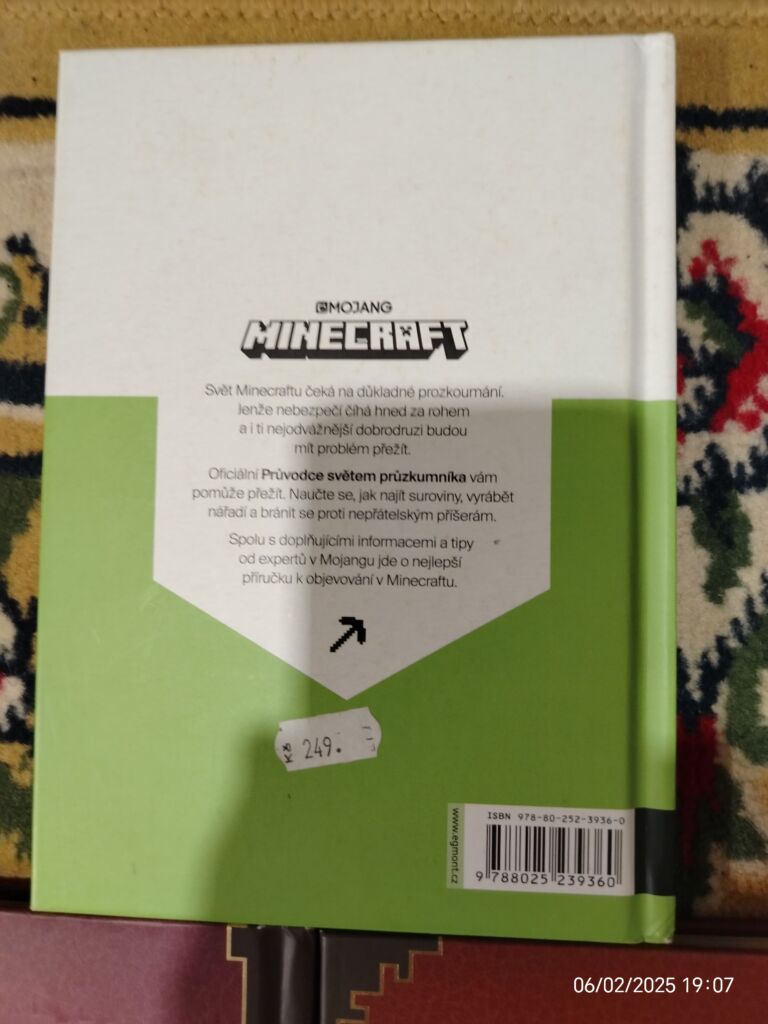 MOJANG
MINECRAFT
Svět Minecraftu čeká na důkladné prozkoumání.
Jenže nebezpečí číhá hned za rohem
a i ti nejodvážnější dobrodruzi budou
mít problém přežít.
Oficiální Průvodce světem průzkumníka vám
pomůže přežít. Naučte se, jak najít suroviny, vyrábět
nářadí a bránit se proti nepřátelským příšerám.
Spolu s doplňujícími informacemi a tipy
od expertů v Mojangu jde o nejlepší
příručku k objevování v Minecraftu.
Kč 249.-
www.egmont.cz
ISBN 978-80-252-3936-0
9 788025 239360
06/02/2025 19:07